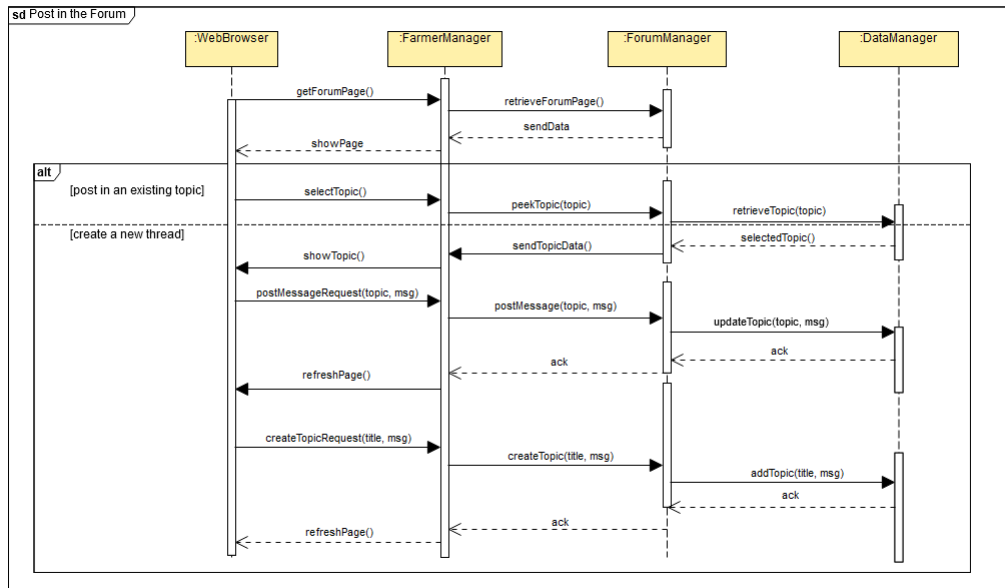 sd Post in the Forum
:WebBrowser
:FarmerManager
:ForumManager
:DataManager
getForumPage()
retrieveForumPage()
sendData
showPage
alt
[post in an existing topic]
selectTopic()
peekTopic(topic)
retrieveTopic(topic)
[create a new thread]
selectedTopic()
sendTopicData()
showTopic()
postMessageRequest(topic, msg)
postMessage(topic, msg)
updateTopic(topic, msg)
ack
ack
refreshPage()
createTopicRequest(title, msg)
createTopic(title, msg)
addTopic(title, msg)
ack
ack
refreshPage()